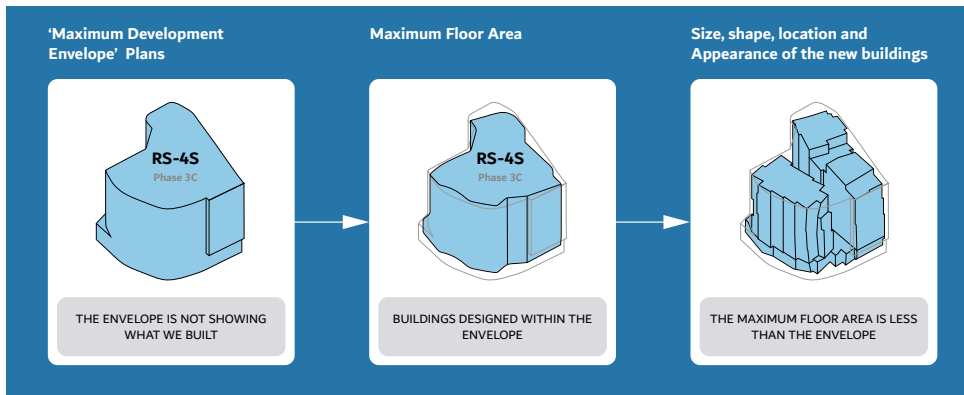 ‘Maximum Development
Envelope’ Plans
Maximum Floor Area
Size, shape, location and
Appearance of the new buildings
RS-4S
Phase 3C
RS-4S
Phase 3C
THE ENVELOPE IS NOT SHOWING
WHAT WE BUILT
BUILDINGS DESIGNED WITHIN THE
ENVELOPE
THE MAXIMUM FLOOR AREA IS LESS
THAN THE ENVELOPE